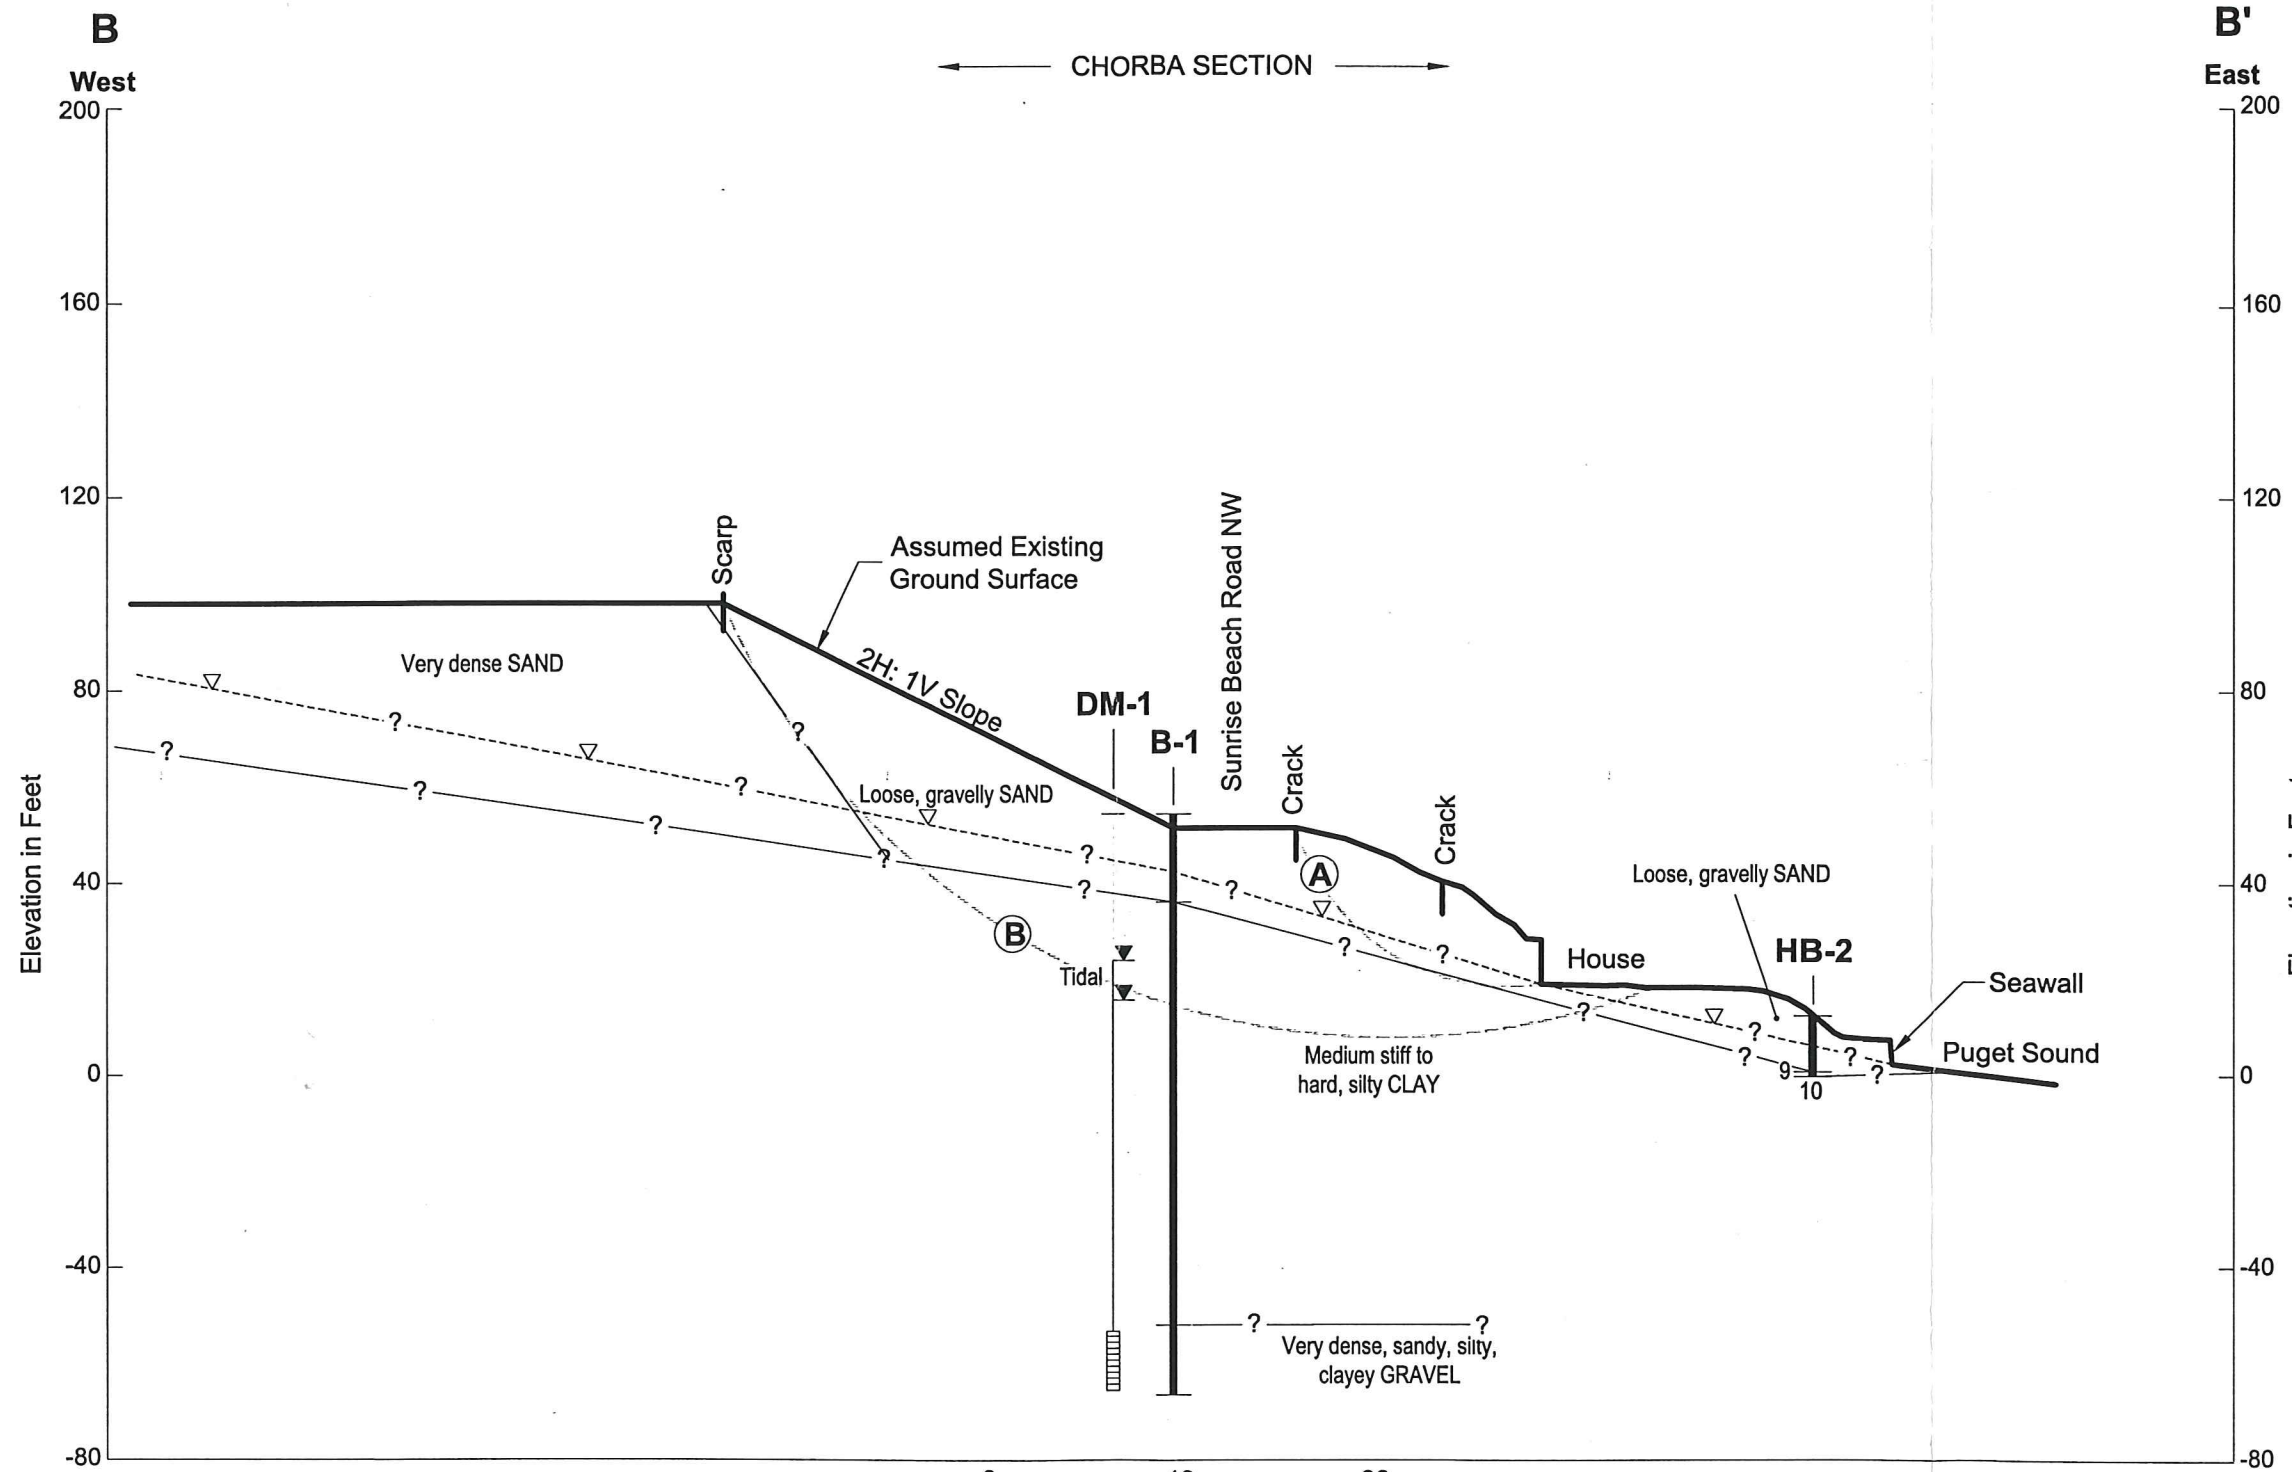 B
B'
West
CHORBA SECTION
East
200
200
160
160
120
120
Scarp
Assumed Existing
Ground Surface
Sunrise Beach Road NW
Very dense SAND
2H: 1V Slope
80
80
DM-1
B-1
Crack
Crack
Loose, gravelly SAND
? ? ? ?
? ? ? ? ?
?
Elevation in Feet
40
40
A
Loose, gravelly SAND
? ? ? ?
? ? ? ?
B
HB-2
House
Tidal
Seawall
Medium stiff to
hard, silty CLAY
Puget Sound
0
0
9
10
-40
-40
? ?
Very dense, sandy, silty,
clayey GRAVEL
-80
-80